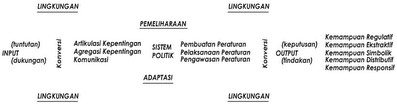 LINGKUNGAN LINGKUNGAN
PEMELIHARAAN
(tuntutan)
INPUT
(dukungan)
Konversi
Artikulasi Kepentingan
Agregasi Kepentingan
Komunikasi
SISTEM
POLITIK
Pembuatan Peraturan
Pelaksanaan Peraturan
Pengawasan Peraturan
Konversi
(keputusan)
OUTPUT
(tindakan)
Kemampuan Regulatif
Kemampuan Ekstraktif
Kemampuan Simbolik
Kemampuan Distributif
Kemampuan Responsif
ADAPTASI
LINGKUNGAN LINGKUNGAN